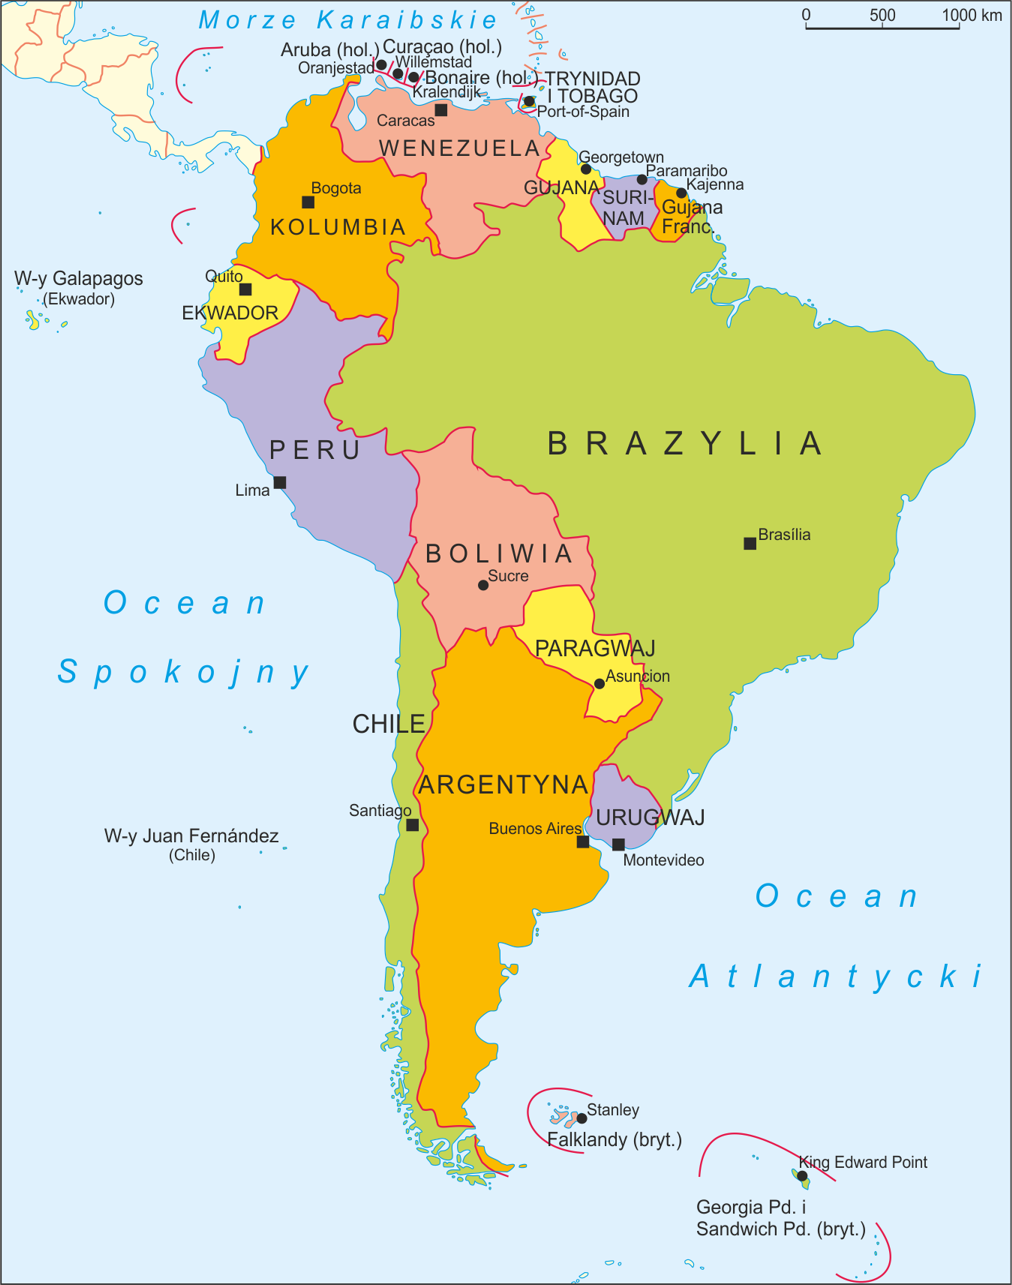 Morze Karaibskie
0 500 1000 km
Aruba (hol.)
Curaçao (hol.)
Oranjestad
Willemstad
Bonaire (hol.)
Kralendijk
TRYNIDAD
I TOBAGO
Port-of-Spain
Caracas
WENEZUELA
Georgetown
Paramaribo
Kajenna
GUJANA
SURI-
NAM
Gujana
Franc.
Bogota
KOLUMBIA
W-y Galapagos
(Ekwador)
Quito
EKWADOR
PERU
Lima
BRAZYLIA
Brasília
BOLIWIA
Sucre
Ocean
Spokojny
PARAGWAJ
Asuncion
CHILE
ARGENTYNA
Santiago
Buenos Aires
URUGWAJ
Montevideo
W-y Juan Fernández
(Chile)
Ocean
Atlantycki
Stanley
Falklandy (bryt.)
King Edward Point
Georgia Pd. i
Sandwich Pd. (bryt.)